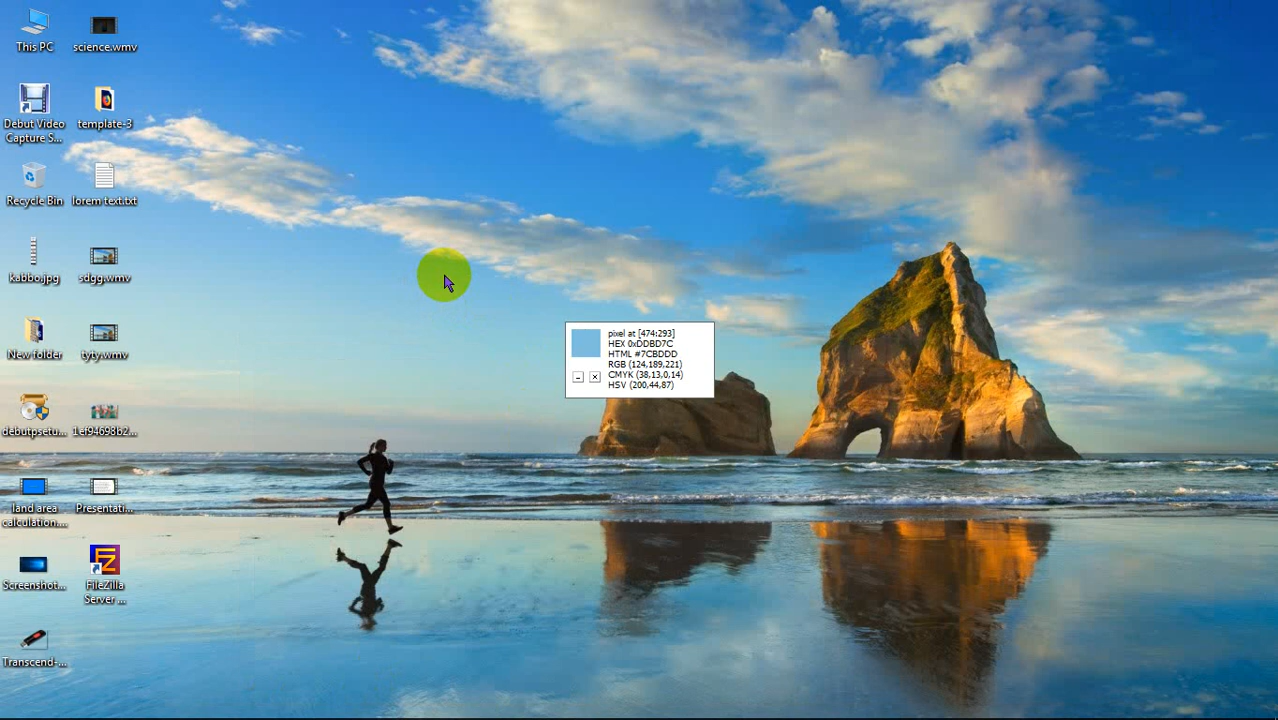 This PC
science.wmv
Debut Video
Capture S...
template-3
Recycle Bin
lorem text.txt
kabbo.jpg
sdgg.wmv
New folder
tyty.wmv
debutpsetu...
1ef94698b2...
land area
calculation....
Presentati...
Screenshot...
FileZilla
Server ...
Transcend-...
pixel at [474:293]
HEX 0xDDBD7C
HTML #7CBDDD
RGB (124,189,221)
CMYK (38,13,0,14)
HSV (200,44,87)